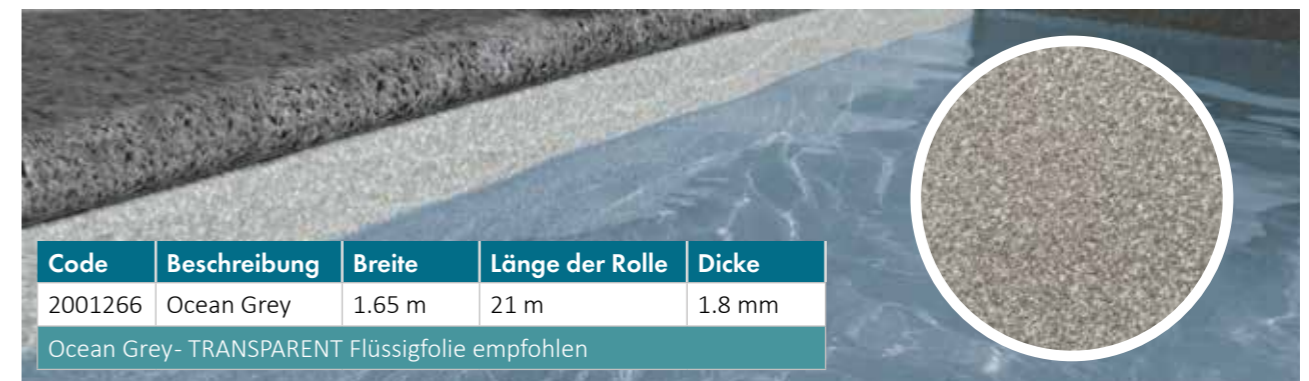 Code Beschreibung Breite Länge der Rolle Dicke
2001266 Ocean Grey 1.65 m 21 m 1.8 mm
Ocean Grey- TRANSPARENT Flüssigfolie empfohlen